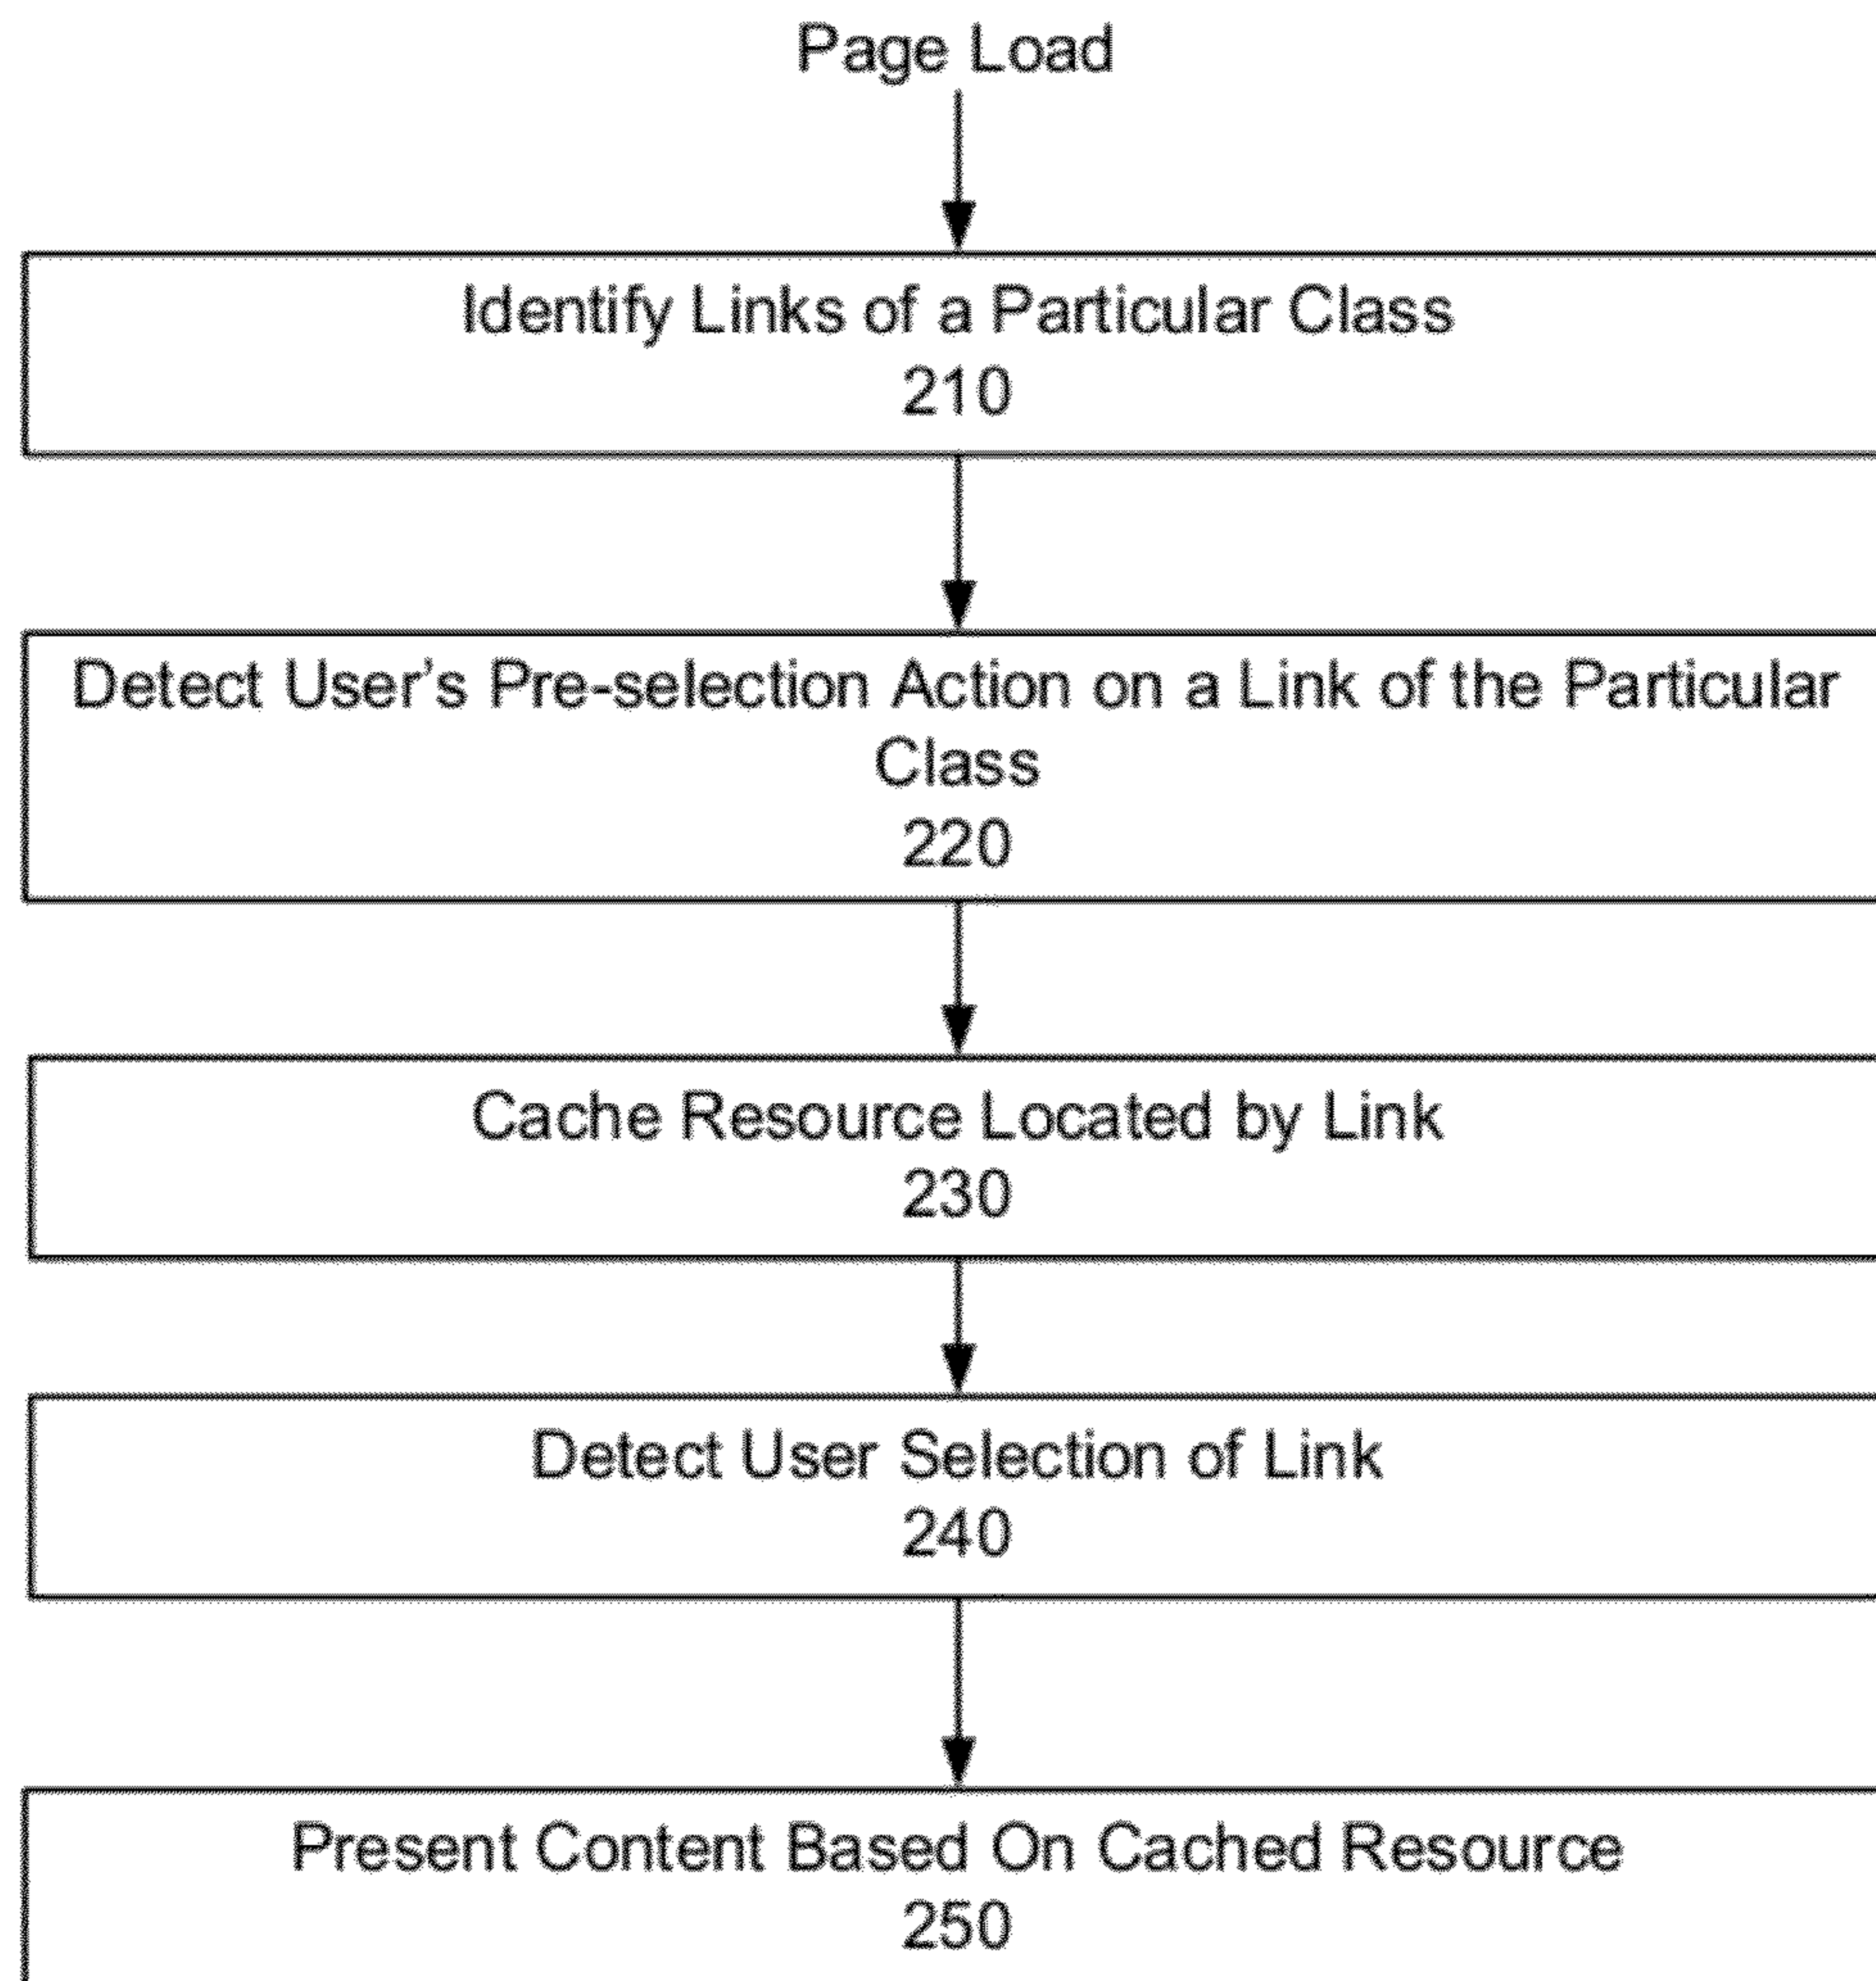 Page Load
Identify Links of a Particular Class
210
Detect User’s Pre-selection Action on a Link of the Particular
Class
220
Cache Resource Located by Link
230
Detect User Selection of Link
240
Present Content Based On Cached Resource
250